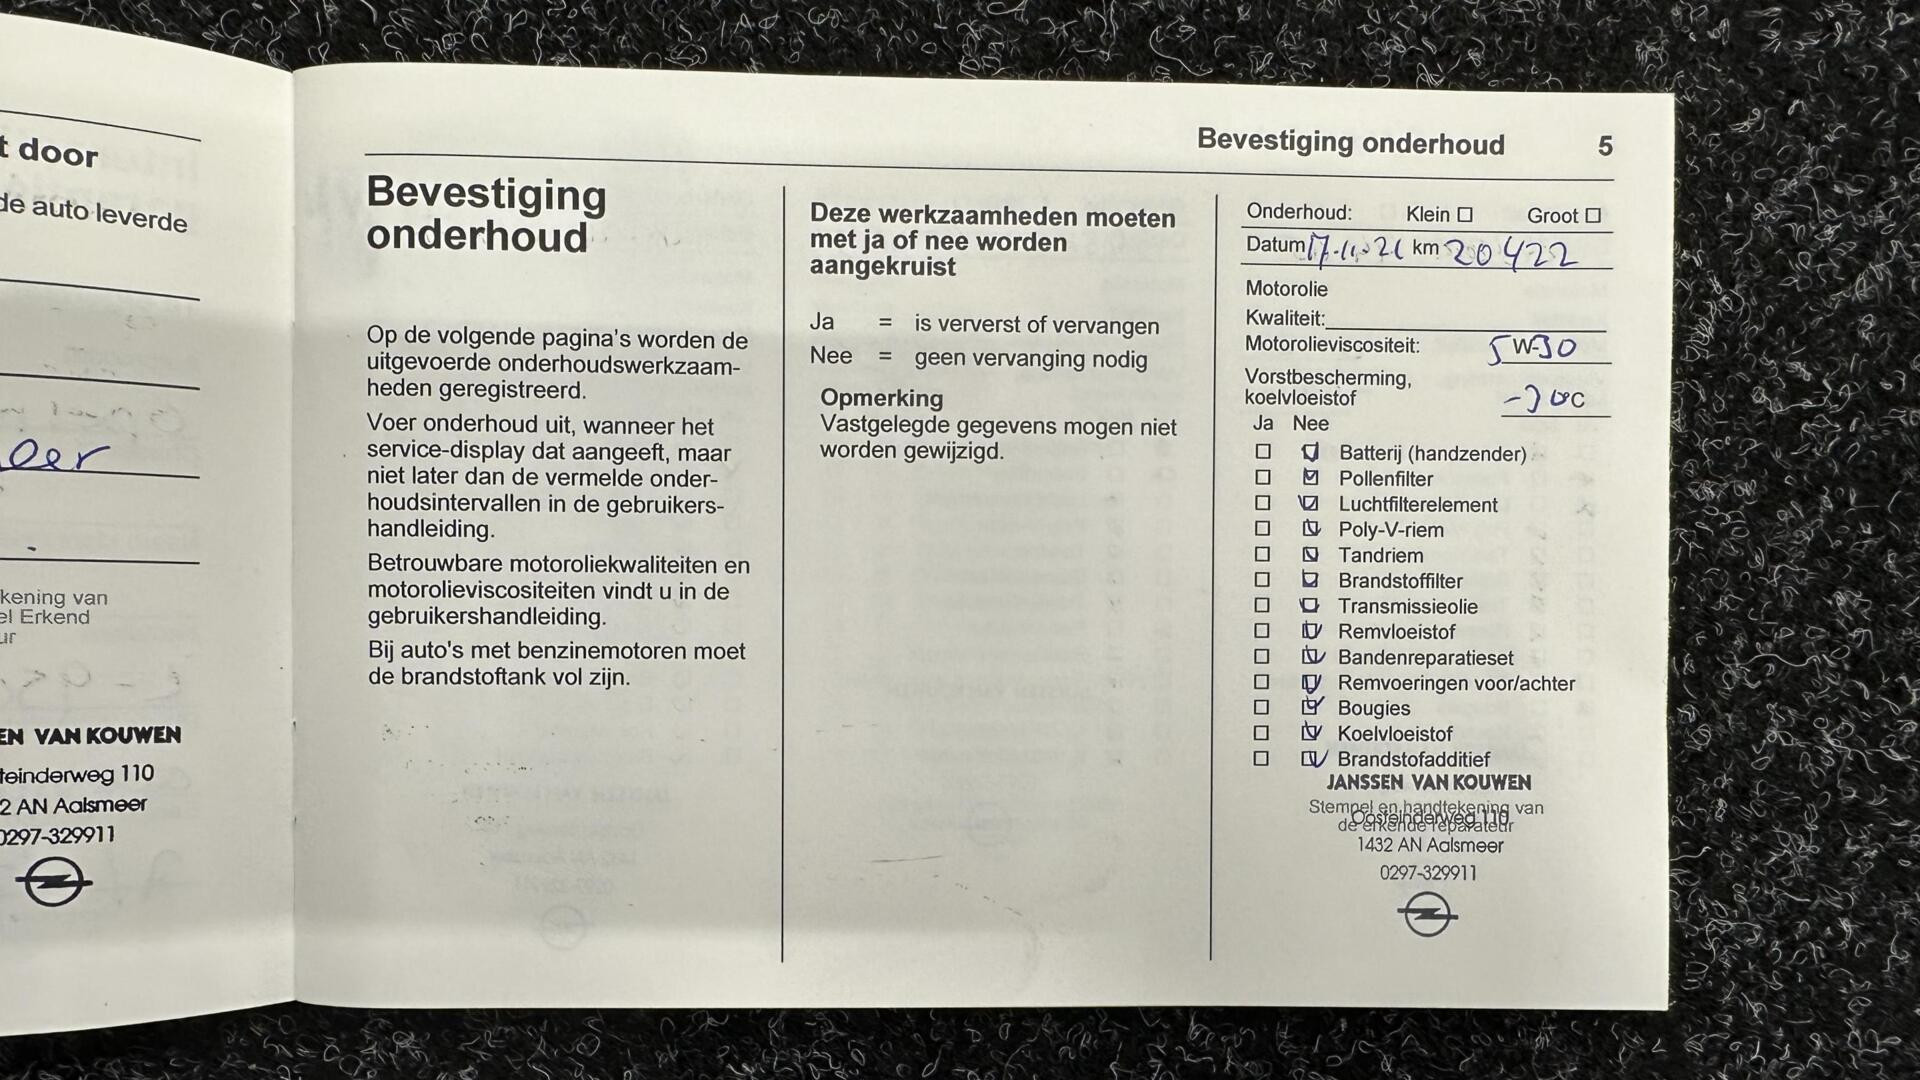 t door
de auto leverde
oer
kening van
el Erkend
ur
EN VAN KOUWEN
teinderweg 110
2 AN Aalsmeer
0297-329911
Bevestiging onderhoud 5
Bevestiging
onderhoud
Op de volgende pagina's worden de
uitgevoerde onderhoudswerkzaam-
heden geregistreerd.
Voer onderhoud uit, wanneer het
service-display dat aangeeft, maar
niet later dan de vermelde onder-
houdsintervallen in de gebruikers-
handleiding.
Betrouwbare motoroliekwaliteiten en
motorolieviscositeiten vindt u in de
gebruikershandleiding.
Bij auto's met benzinemotoren moet
de brandstoftank vol zijn.
Deze werkzaamheden moeten
met ja of nee worden
aangekruist
Ja = is ververst of vervangen
Nee = geen vervanging nodig
Opmerking
Vastgelegde gegevens mogen niet
worden gewijzigd.
Onderhoud: Klein Groot
Datum 17-11-21 km 20422
Motorolie
Kwaliteit:
Motorolieviscositeit: 5W-30
Vorstbescherming,
koelvloeistof -30°C
Ja Nee
Batterij (handzender)
Pollenfilter
Luchtfilterelement
Poly-V-riem
Tandriem
Brandstoffilter
Transmissieolie
Remvloeistof
Bandenreparatieset
Remvoeringen voor/achter
Bougies
Koelvloeistof
Brandstofadditief
JANSSEN VAN KOUWEN
Stempel en handtekening van
Oosteinderweg 110
de erkende reparateur
1432 AN Aalsmeer
0297-329911